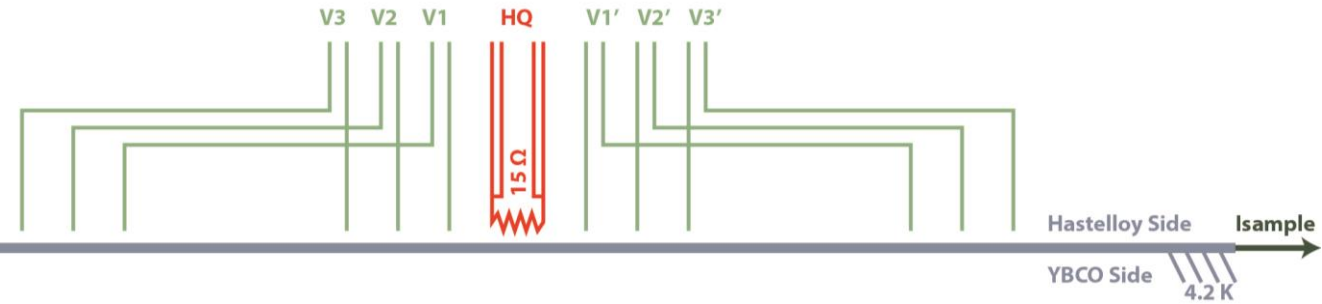 V3 V2 V1 HQ V1′ V2′ V3′
15 Ω
Hastelloy Side Isample
YBCO Side
4.2 K